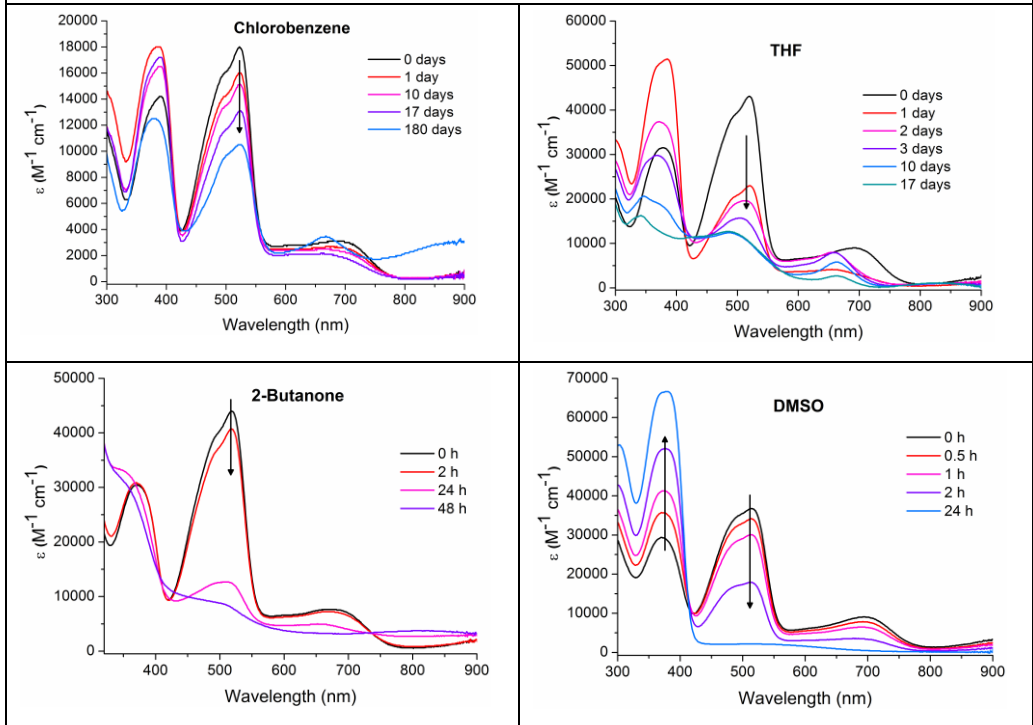 Chlorobenzene
0 days
1 day
10 days
17 days
180 days
20000
18000
16000
14000
12000
10000
8000
6000
4000
2000
0
ε (M⁻¹ cm⁻¹)
300 400 500 600 700 800 900
Wavelength (nm)
THF
0 days
1 day
2 days
3 days
10 days
17 days
60000
50000
40000
30000
20000
10000
0
ε (M⁻¹ cm⁻¹)
300 400 500 600 700 800 900
Wavelength (nm)
2-Butanone
0 h
2 h
24 h
48 h
50000
40000
30000
20000
10000
0
ε (M⁻¹ cm⁻¹)
400 500 600 700 800 900
Wavelength (nm)
DMSO
0 h
0.5 h
1 h
2 h
24 h
70000
60000
50000
40000
30000
20000
10000
0
ε (M⁻¹ cm⁻¹)
300 400 500 600 700 800 900
Wavelength (nm)